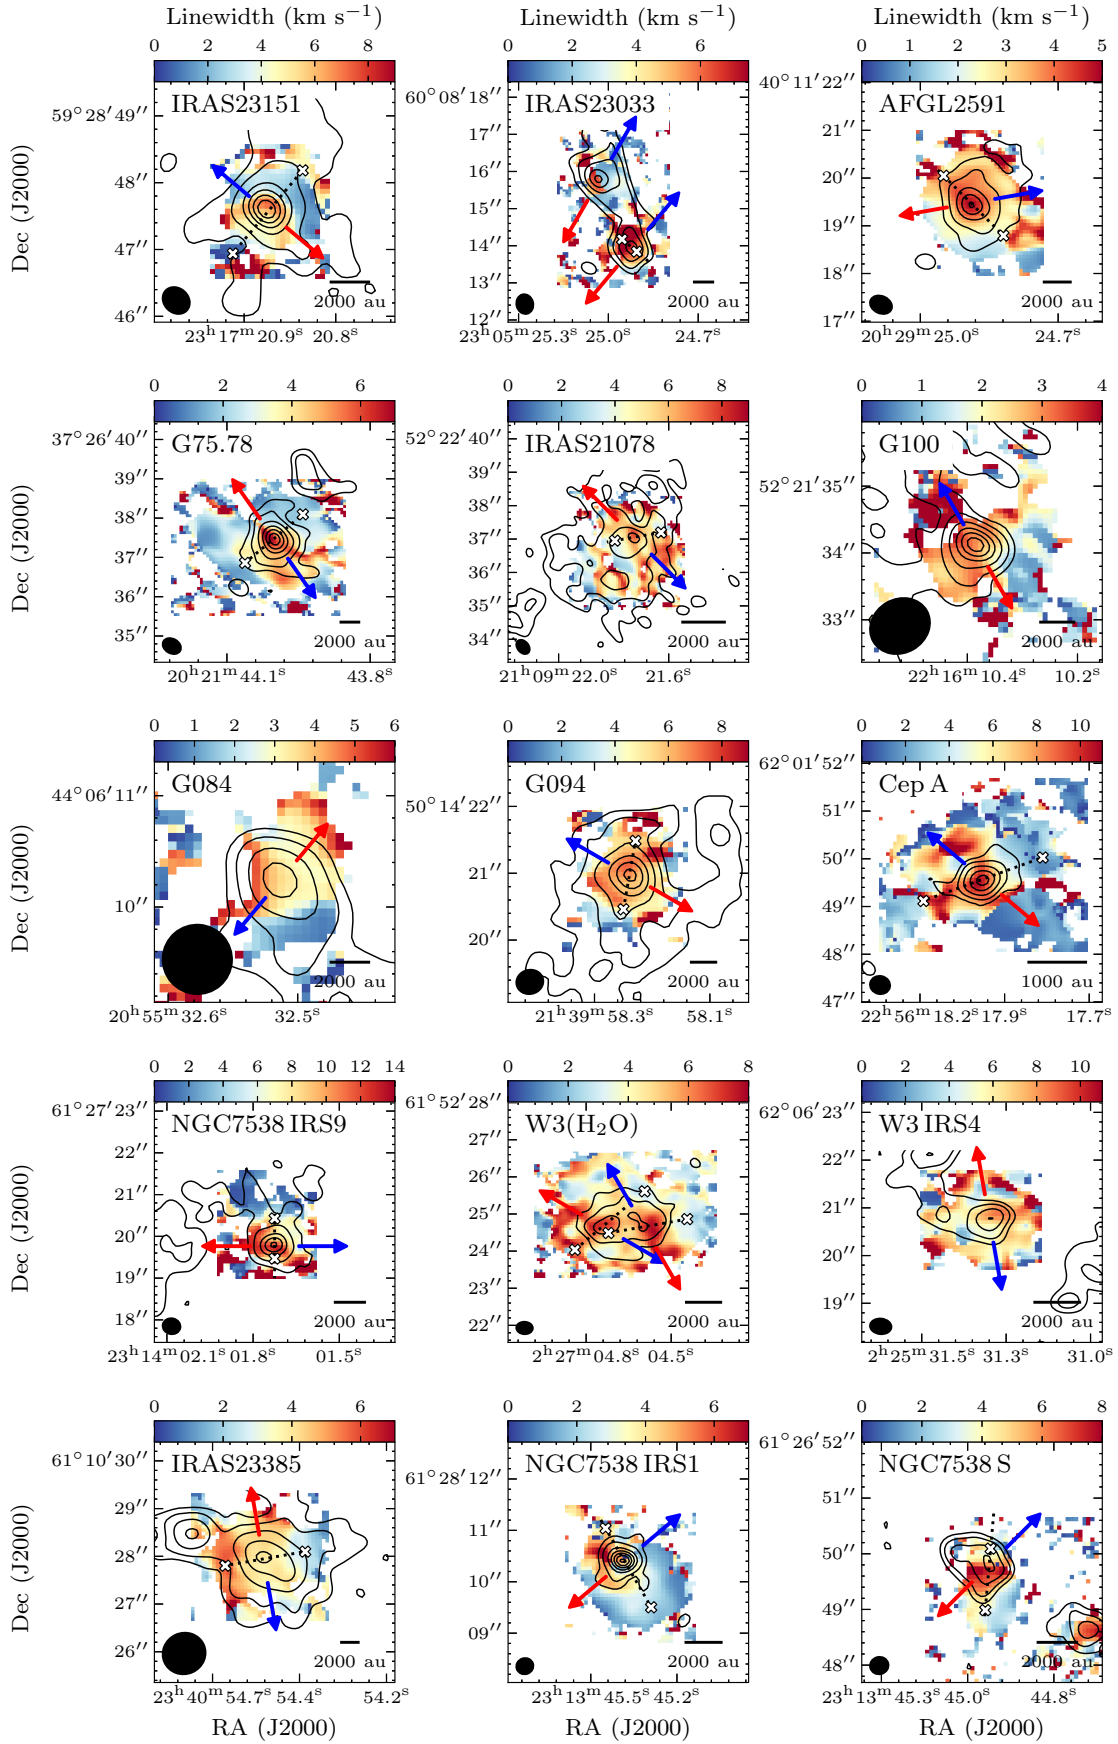 Linewidth (km s⁻¹) Linewidth (km s⁻¹) Linewidth (km s⁻¹)
0 2 4 6 8 0 2 4 6 0 1 2 3 4 5
IRAS23151 IRAS23033 AFGL2591
Dec (J2000)
59°28′49″ 48″ 47″ 46″
2000 au
23ʰ17ᵐ20.9ˢ 20.8ˢ
60°08′18″ 17″ 16″ 15″ 14″ 13″ 12″
2000 au
23ʰ05ᵐ25.3ˢ 25.0ˢ 24.7ˢ
40°11′22″ 21″ 20″ 19″ 18″ 17″
2000 au
20ʰ29ᵐ25.0ˢ 24.7ˢ
0 2 4 6 0 2 4 6 8 0 1 2 3 4
G75.78 IRAS21078 G100
Dec (J2000)
37°26′40″ 39″ 38″ 37″ 36″ 35″
2000 au
20ʰ21ᵐ44.1ˢ 43.8ˢ
52°22′40″ 39″ 38″ 37″ 36″ 35″ 34″
2000 au
21ʰ09ᵐ22.0ˢ 21.6ˢ
52°21′35″ 34″ 33″
2000 au
22ʰ16ᵐ10.4ˢ 10.2ˢ
0 1 2 3 4 5 6 0 2 4 6 8 0 2 4 6 8 10
G084 G094 Cep A
Dec (J2000)
44°06′11″ 10″
2000 au
20ʰ55ᵐ32.6ˢ 32.5ˢ
50°14′22″ 21″ 20″
2000 au
21ʰ39ᵐ58.3ˢ 58.1ˢ
62°01′52″ 51″ 50″ 49″ 48″ 47″
1000 au
22ʰ56ᵐ18.2ˢ 17.9ˢ 17.7ˢ
0 2 4 6 8 10 12 14 0 2 4 6 8 0 2 4 6 8 10
NGC7538 IRS9 W3(H₂O) W3 IRS4
Dec (J2000)
61°27′23″ 22″ 21″ 20″ 19″ 18″
2000 au
23ʰ14ᵐ02.1ˢ 01.8ˢ 01.5ˢ
61°52′28″ 27″ 26″ 25″ 24″ 23″ 22″
2000 au
2ʰ27ᵐ04.8ˢ 04.5ˢ
62°06′23″ 22″ 21″ 20″ 19″
2000 au
2ʰ25ᵐ31.5ˢ 31.3ˢ 31.0ˢ
0 2 4 6 0 2 4 6 0 2 4 6 8
IRAS23385 NGC7538 IRS1 NGC7538 S
Dec (J2000)
61°10′30″ 29″ 28″ 27″ 26″
2000 au
23ʰ40ᵐ54.7ˢ 54.4ˢ 54.2ˢ
61°28′12″ 11″ 10″ 09″
2000 au
23ʰ13ᵐ45.5ˢ 45.2ˢ
61°26′52″ 51″ 50″ 49″ 48″
2000 au
23ʰ13ᵐ45.3ˢ 45.0ˢ 44.8ˢ
RA (J2000) RA (J2000) RA (J2000)